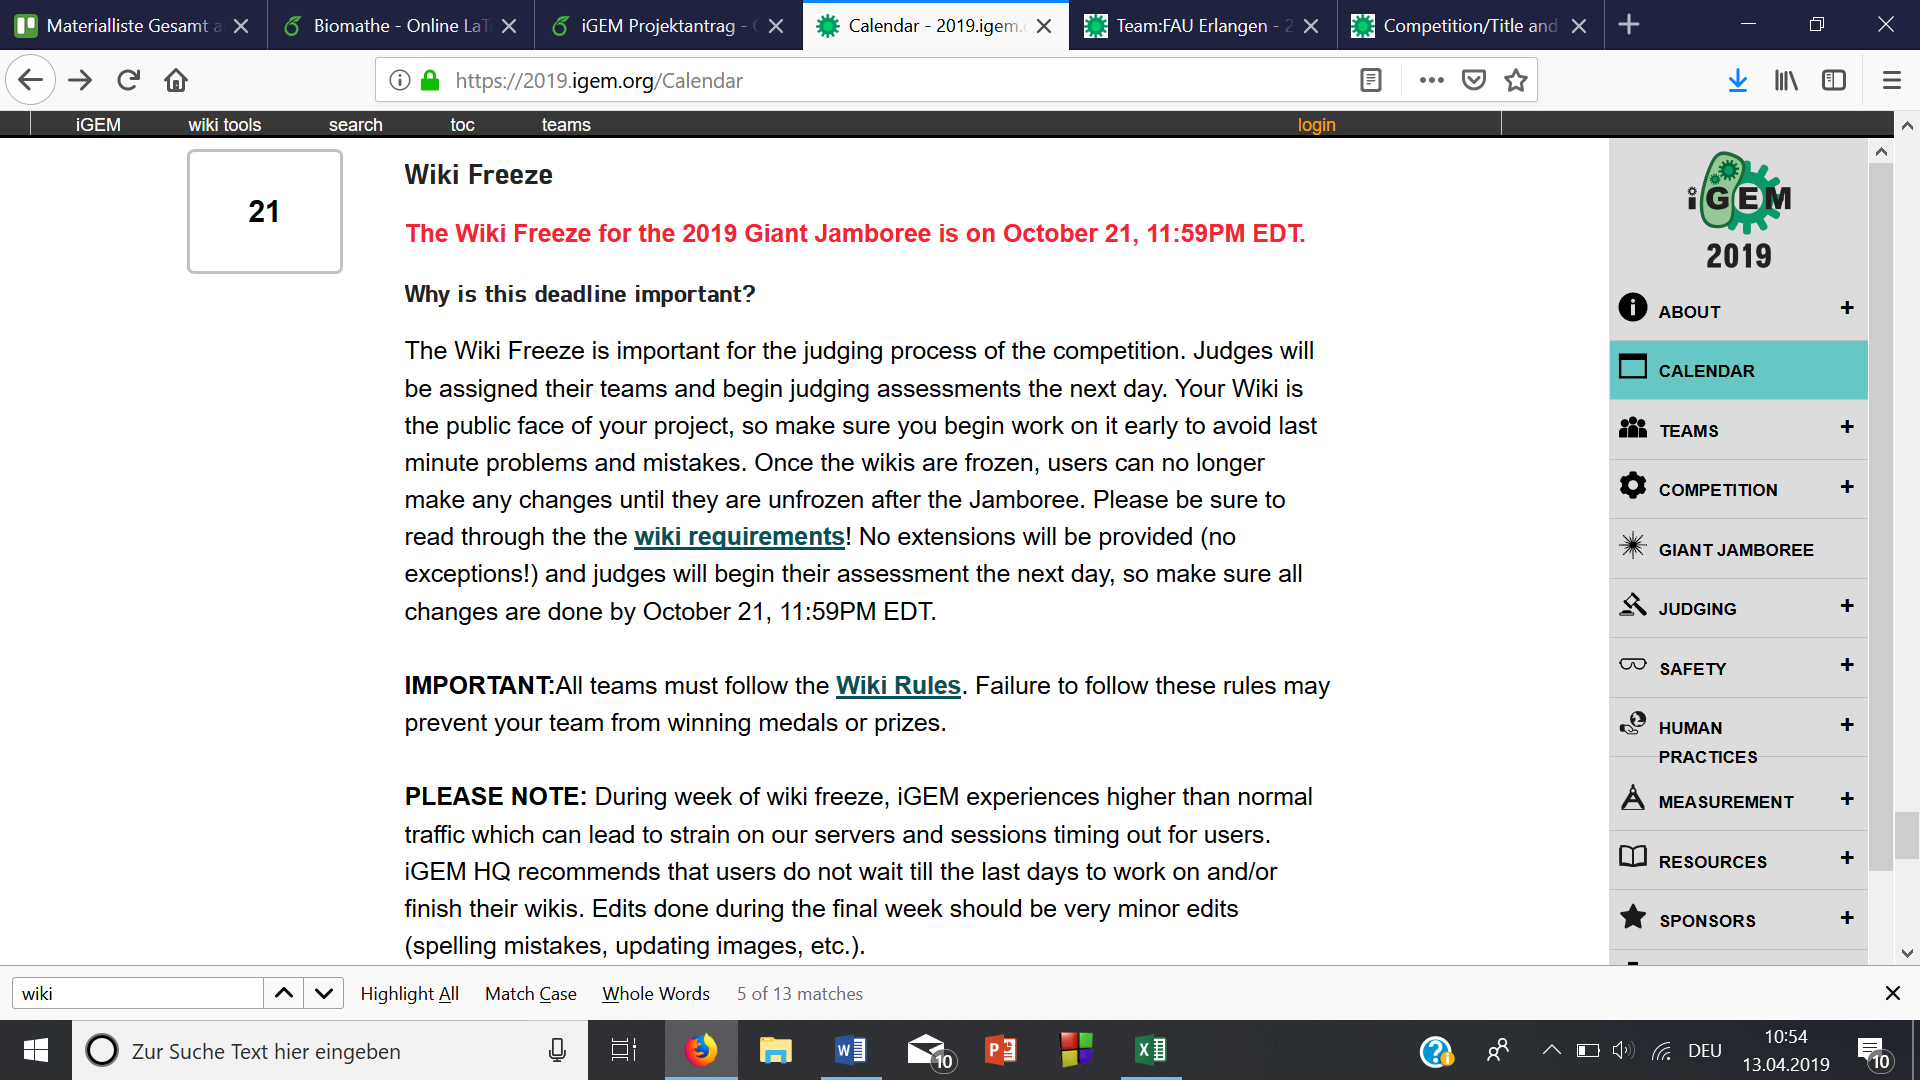 Materialliste Gesamt a
Biomathe - Online LaT
iGEM Projektantrag -
Calendar - 2019.igem.
Team:FAU Erlangen - 2
Competition/Title and
https://2019.igem.org/Calendar
iGEM wiki tools search toc teams login
21
Wiki Freeze
The Wiki Freeze for the 2019 Giant Jamboree is on October 21, 11:59PM EDT.
Why is this deadline important?
The Wiki Freeze is important for the judging process of the competition. Judges will
be assigned their teams and begin judging assessments the next day. Your Wiki is
the public face of your project, so make sure you begin work on it early to avoid last
minute problems and mistakes. Once the wikis are frozen, users can no longer
make any changes until they are unfrozen after the Jamboree. Please be sure to
read through the the wiki requirements! No extensions will be provided (no
exceptions!) and judges will begin their assessment the next day, so make sure all
changes are done by October 21, 11:59PM EDT.
IMPORTANT:All teams must follow the Wiki Rules. Failure to follow these rules may
prevent your team from winning medals or prizes.
PLEASE NOTE: During week of wiki freeze, iGEM experiences higher than normal
traffic which can lead to strain on our servers and sessions timing out for users.
iGEM HQ recommends that users do not wait till the last days to work on and/or
finish their wikis. Edits done during the final week should be very minor edits
(spelling mistakes, updating images, etc.).
iGEM
2019
ABOUT +
CALENDAR
TEAMS +
COMPETITION +
GIANT JAMBOREE
JUDGING +
SAFETY +
HUMAN +
PRACTICES
MEASUREMENT +
RESOURCES +
SPONSORS +
wiki Highlight All Match Case Whole Words 5 of 13 matches
Zur Suche Text hier eingeben
10
DEU
10:54
13.04.2019
10